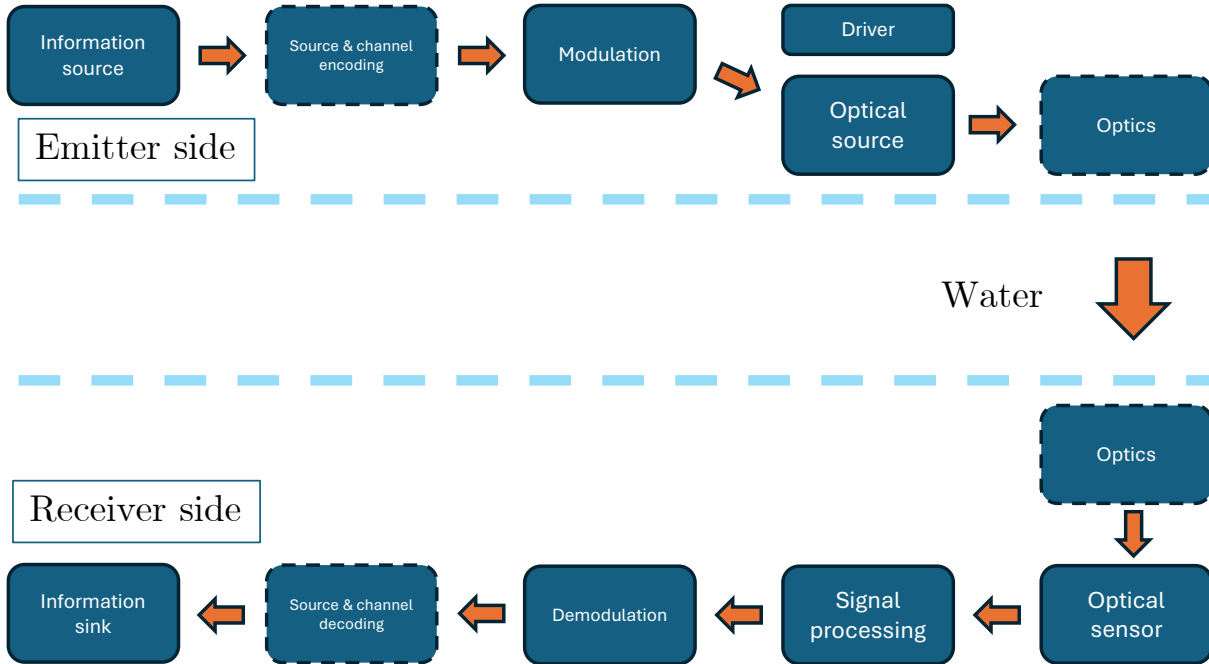 Information
source
Source & channel
encoding
Modulation
Driver
Optical
source
Optics
Emitter side
Water
Optics
Receiver side
Information
sink
Source & channel
decoding
Demodulation
Signal
processing
Optical
sensor